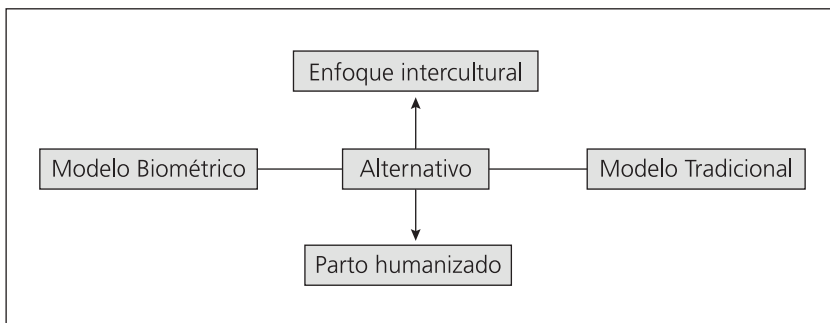 Enfoque intercultural
Modelo Biométrico
Alternativo
Modelo Tradicional
Parto humanizado